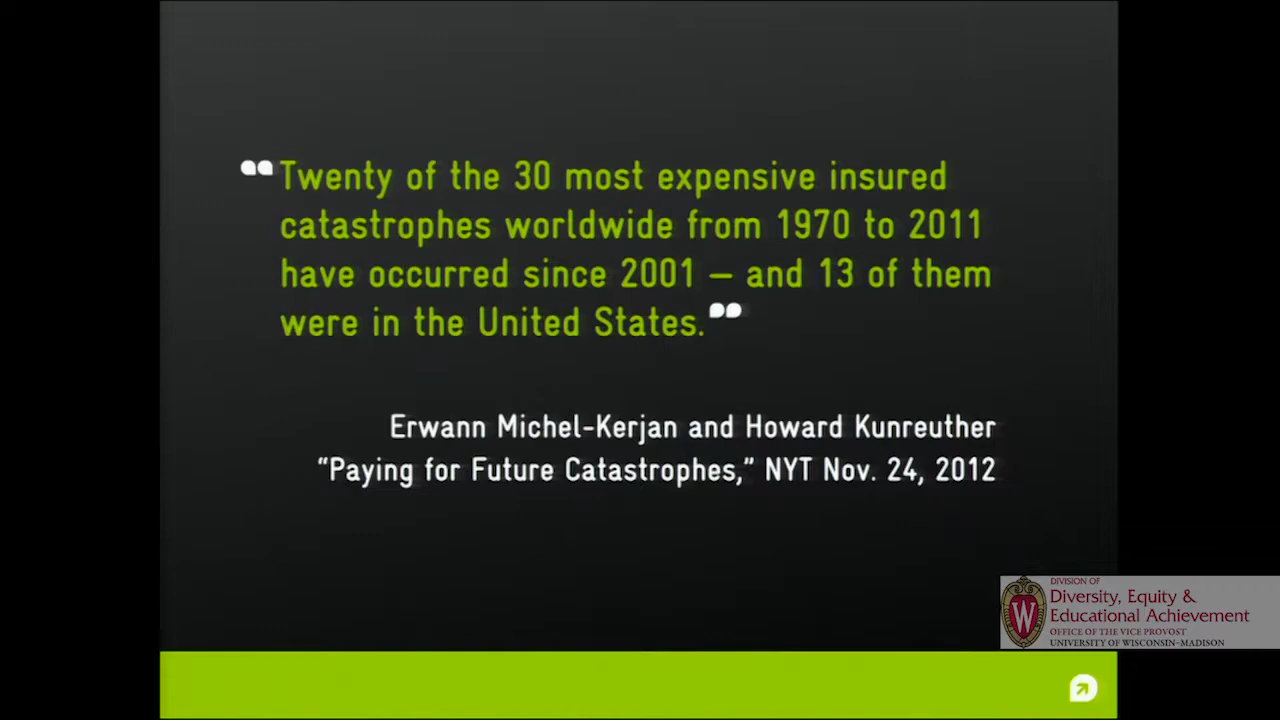 “Twenty of the 30 most expensive insured
catastrophes worldwide from 1970 to 2011
have occurred since 2001 – and 13 of them
were in the United States.”
Erwann Michel-Kerjan and Howard Kunreuther
“Paying for Future Catastrophes,” NYT Nov. 24, 2012
DIVISION OF
Diversity, Equity &
Educational Achievement
OFFICE OF THE VICE PROVOST
UNIVERSITY OF WISCONSIN–MADISON
W